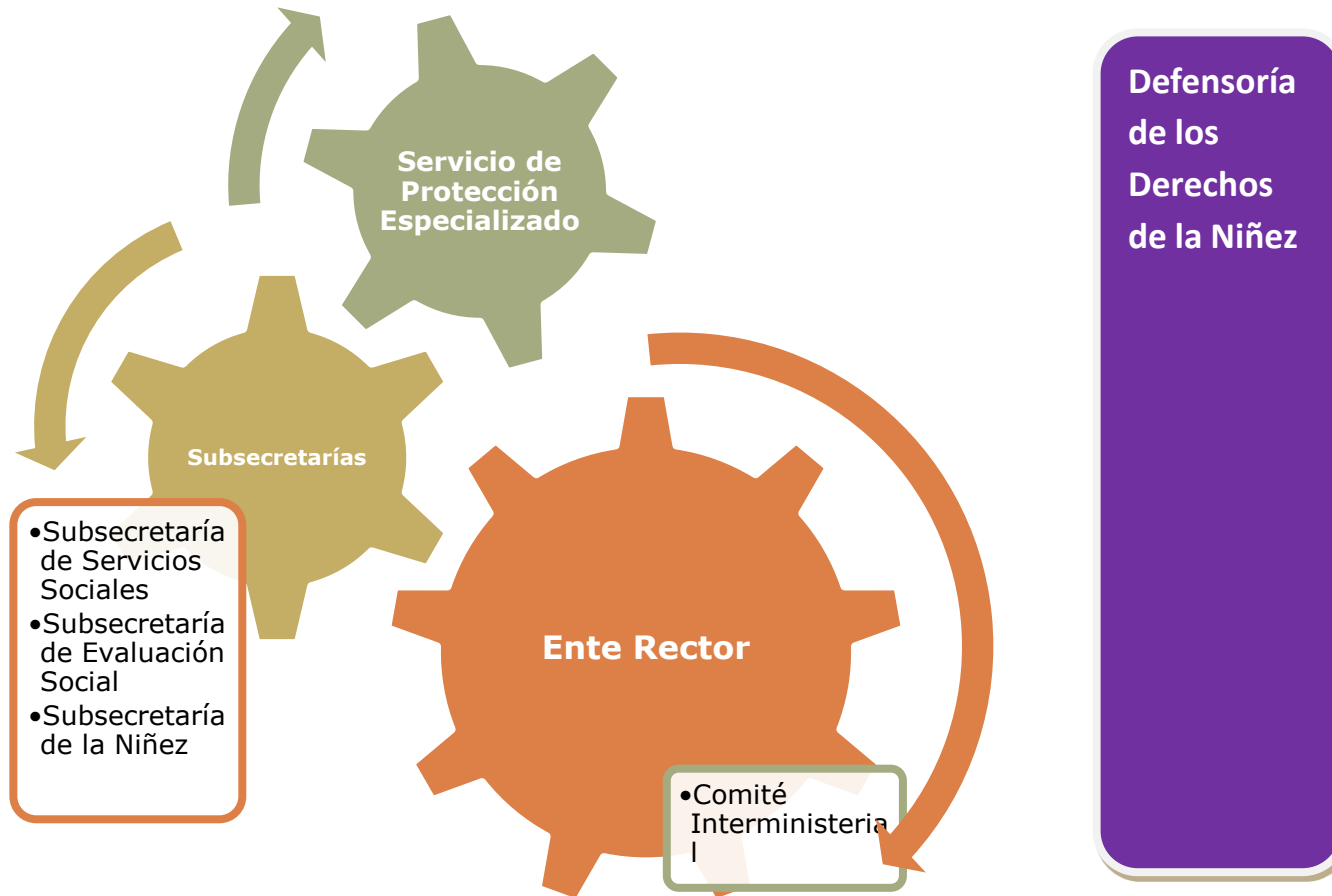 Servicio de
Protección
Especializado
Defensoría
de los
Derechos
de la Niñez
Subsecretarías
•Subsecretaría
de Servicios
Sociales
•Subsecretaría
de Evaluación
Social
•Subsecretaría
de la Niñez
Ente Rector
•Comité
Interministeria
l